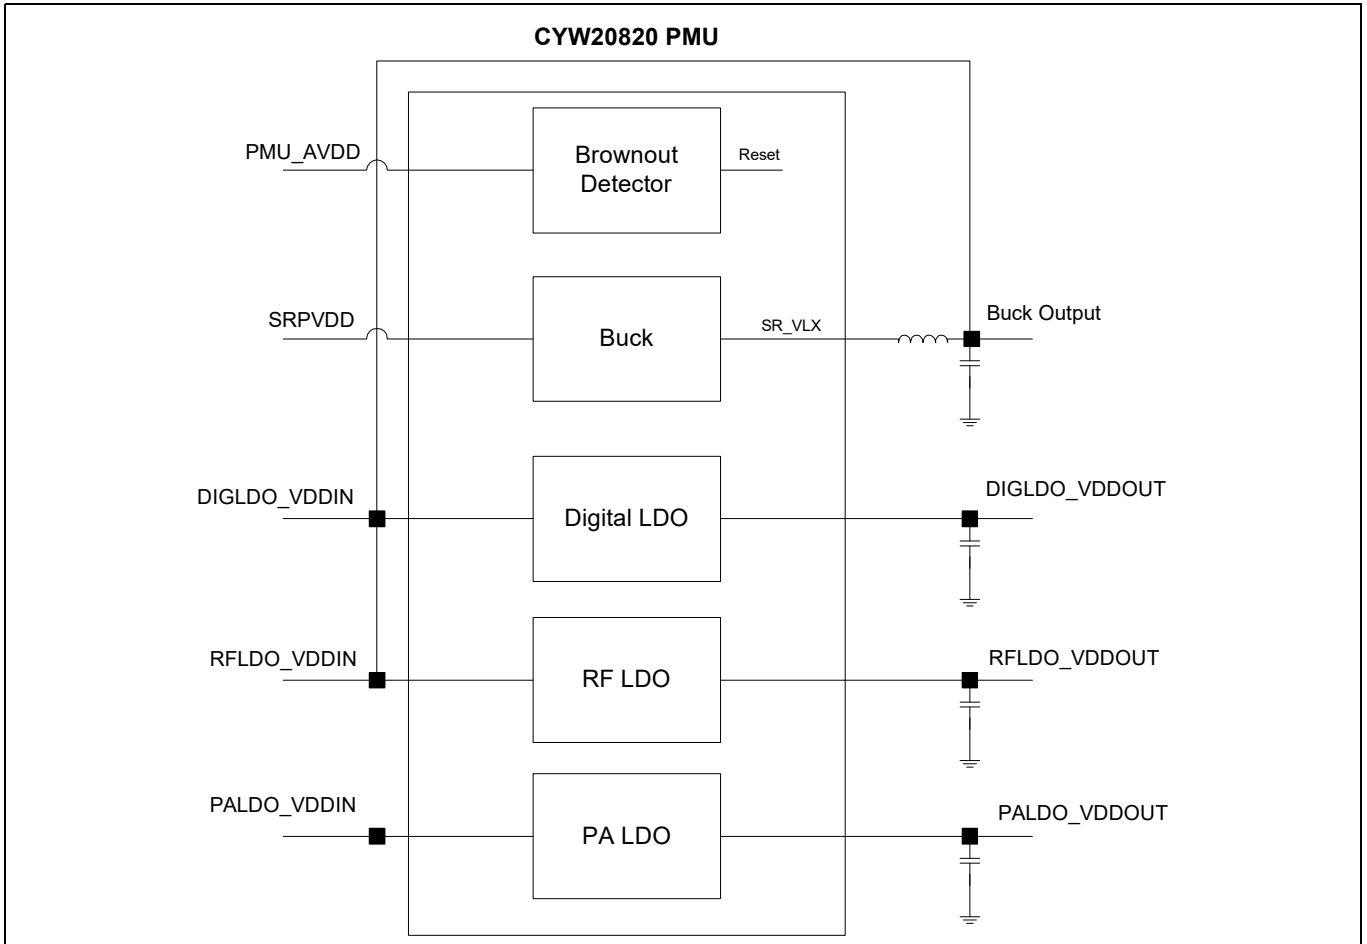 CYW20820 PMU
PMU_AVDD
Brownout
Detector
Reset
SRPVDD
Buck
SR_VLX
Buck Output
DIGLDO_VDDIN
Digital LDO
DIGLDO_VDDOUT
RFLDO_VDDIN
RF LDO
RFLDO_VDDOUT
PALDO_VDDIN
PA LDO
PALDO_VDDOUT